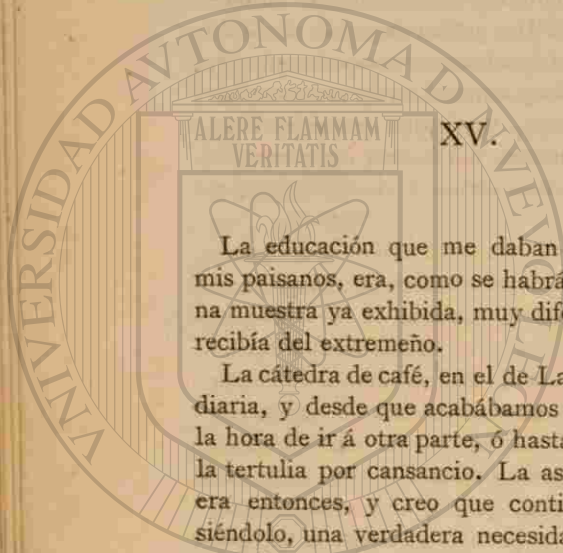 XV.
ALERE FLAMMAM
VERITATIS
La educación que me daban
mis paisanos, era, como se habrá
na muestra ya exhibida, muy dif
recibía del extremeño.
La cátedra de café, en el de La
diaria, y desde que acabábamos
la hora de ir á otra parte, ó hasta
la tertulia por cansancio. La as
era entonces, y creo que conti
siéndolo, una verdadera necesida